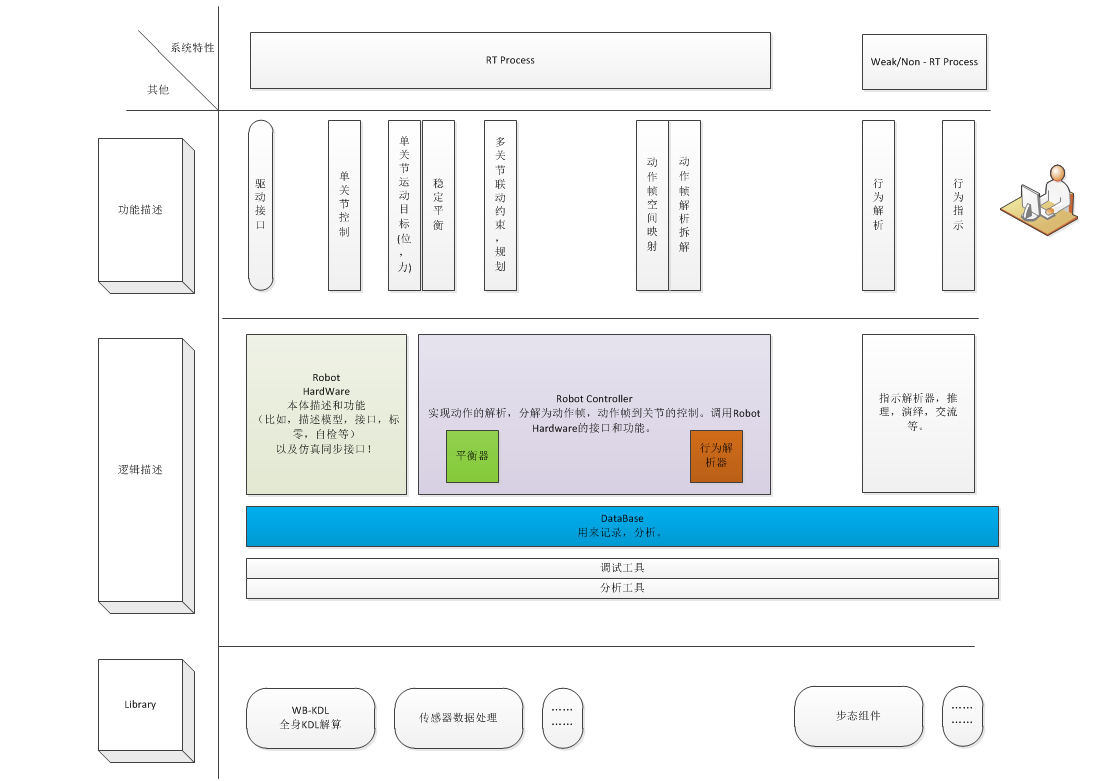 系统特性
其他
RT Process
Weak/Non - RT Process
功能描述
驱动接口
单关节控制
单关节运动目标(位，力)
稳定平衡
多关节联动约束，规划
动作帧空间映射
动作帧解析拆解
行为解析
行为指示
逻辑描述
Robot
HardWare
本体描述和功能
（比如，描述模型，接口，标
零，自检等）
以及仿真同步接口！
Robot Controller
实现动作的解析，分解为动作帧，动作帧到关节的控制。调用Robot
Hardware的接口和功能。
平衡器
行为解
析器
指示解析器，推
理，演绎，交流
等。
DataBase
用来记录，分析。
调试工具
分析工具
Library
WB-KDL
全身KDL解算
传感器数据处理
……
……
步态组件
……
……